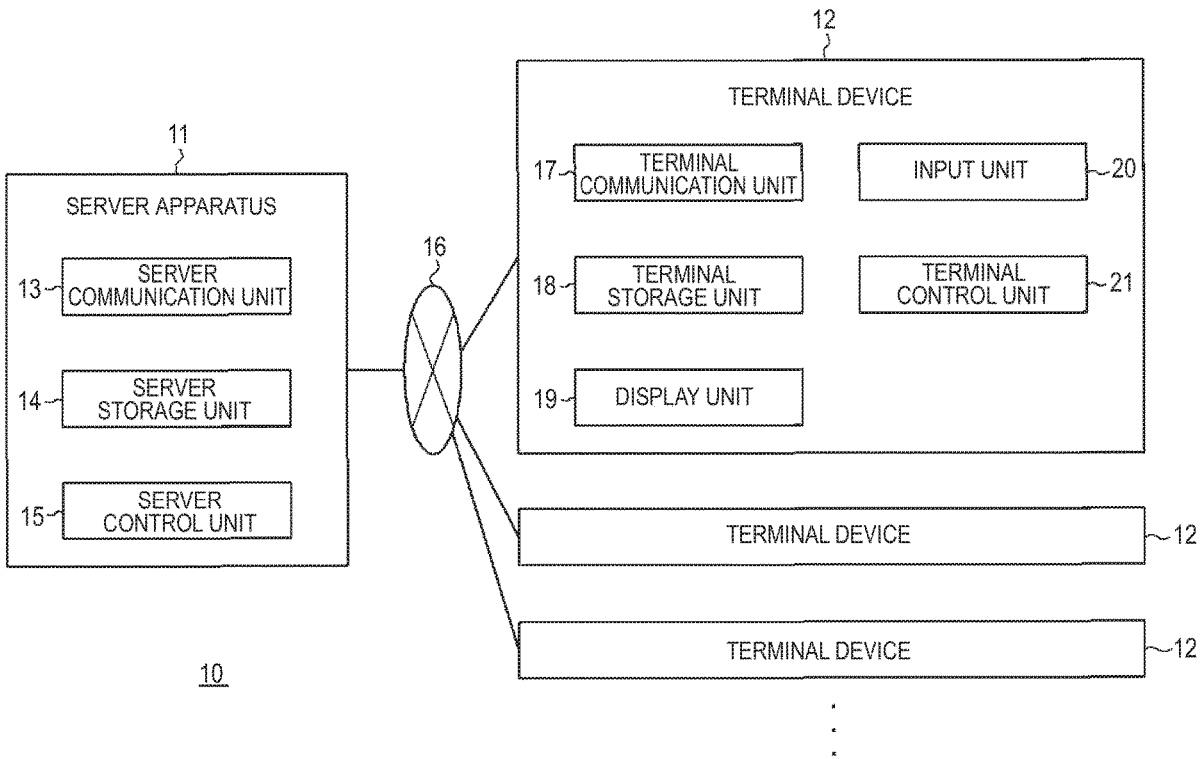 12
TERMINAL DEVICE
17
TERMINAL
COMMUNICATION UNIT
INPUT UNIT
20
18
TERMINAL
STORAGE UNIT
TERMINAL
CONTROL UNIT
21
19
DISPLAY UNIT
11
SERVER APPARATUS
13
SERVER
COMMUNICATION UNIT
14
SERVER
STORAGE UNIT
15
SERVER
CONTROL UNIT
16
TERMINAL DEVICE
12
TERMINAL DEVICE
12
10